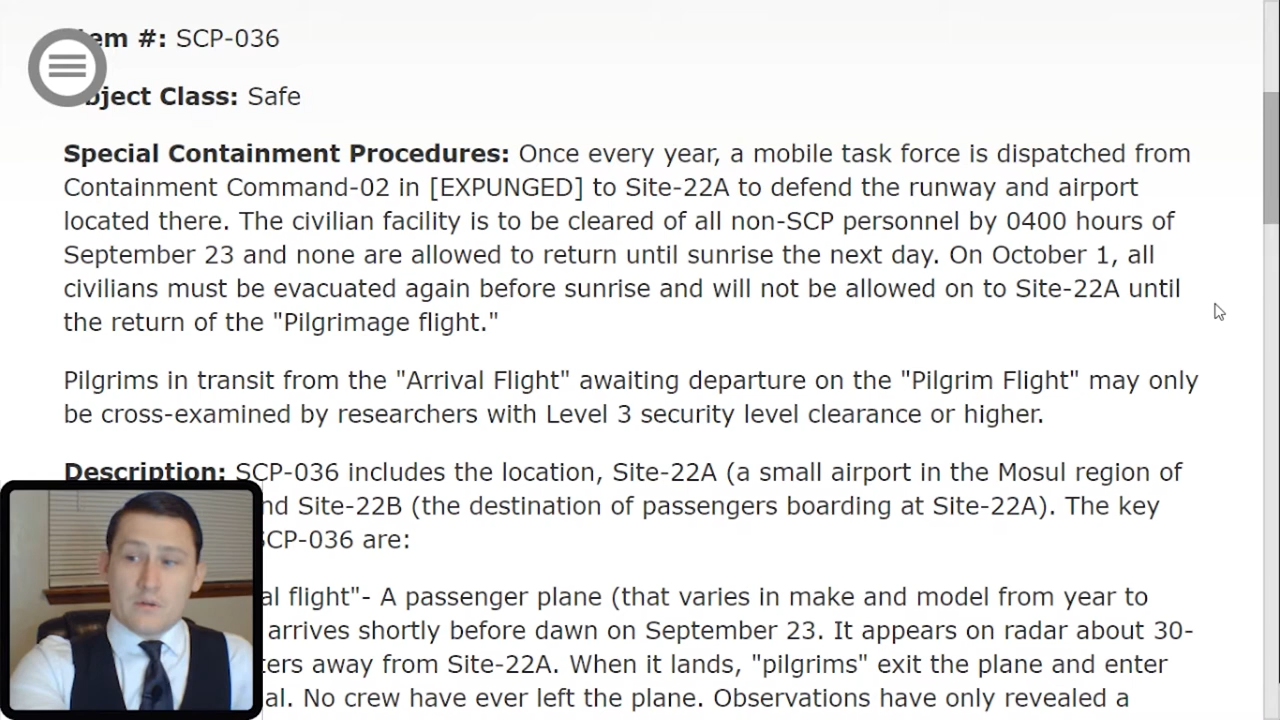 em #: SCP-036
bject Class: Safe
Special Containment Procedures: Once every year, a mobile task force is dispatched from
Containment Command-02 in [EXPUNGED] to Site-22A to defend the runway and airport
located there. The civilian facility is to be cleared of all non-SCP personnel by 0400 hours of
September 23 and none are allowed to return until sunrise the next day. On October 1, all
civilians must be evacuated again before sunrise and will not be allowed on to Site-22A until
the return of the "Pilgrimage flight."
Pilgrims in transit from the "Arrival Flight" awaiting departure on the "Pilgrim Flight" may only
be cross-examined by researchers with Level 3 security level clearance or higher.
Description: SCP-036 includes the location, Site-22A (a small airport in the Mosul region of
nd Site-22B (the destination of passengers boarding at Site-22A). The key
SCP-036 are:
al flight"- A passenger plane (that varies in make and model from year to
arrives shortly before dawn on September 23. It appears on radar about 30-
ters away from Site-22A. When it lands, "pilgrims" exit the plane and enter
al. No crew have ever left the plane. Observations have only revealed a